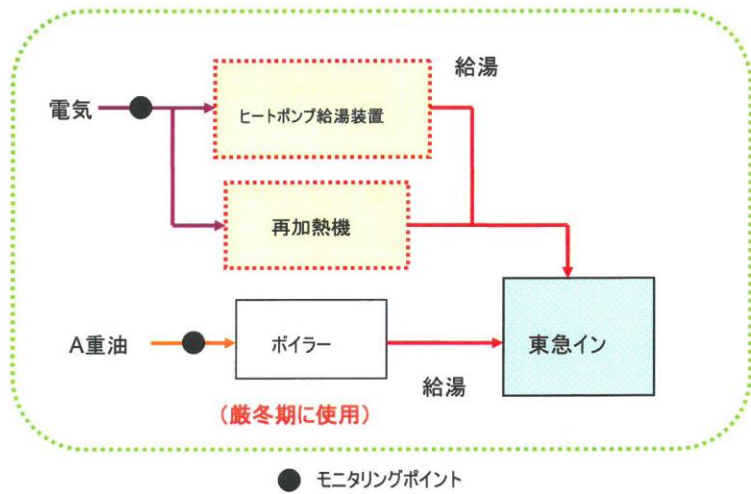 給湯
電気
ヒートポンプ給湯装置
再加熱機
A重油
ボイラー
東急イン
給湯
（厳冬期に使用）
モニタリングポイント